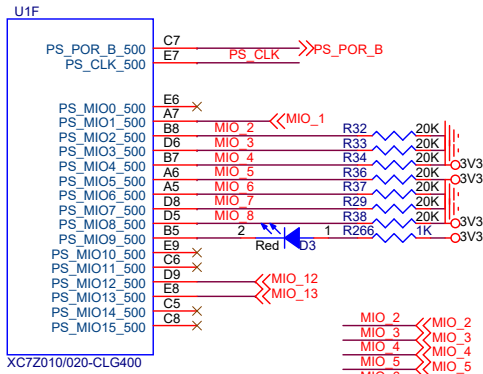 U1F
PS_POR_B_500 C7 PS_POR_B
PS_CLK_500 E7 PS_CLK
PS_MIO0_500 E6
PS_MIO1_500 A7 MIO_1
PS_MIO2_500 B8 MIO_2 R32 20K
PS_MIO3_500 D6 MIO_3 R33 20K
PS_MIO4_500 B7 MIO_4 R34 20K 3V3
PS_MIO5_500 A6 MIO_5 R36 20K 3V3
PS_MIO6_500 A5 MIO_6 R37 20K
PS_MIO7_500 D8 MIO_7 R29 20K
PS_MIO8_500 D5 MIO_8 R38 20K 3V3
PS_MIO9_500 B5 2 Red D3 1 R266 1K 3V3
PS_MIO10_500 E9
PS_MIO11_500 C6
PS_MIO12_500 D9 MIO_12
PS_MIO13_500 E8 MIO_13
PS_MIO14_500 C5
PS_MIO15_500 C8
XC7Z010/020-CLG400
MIO_2 MIO_2
MIO_3 MIO_3
MIO_4 MIO_4
MIO_5 MIO_5